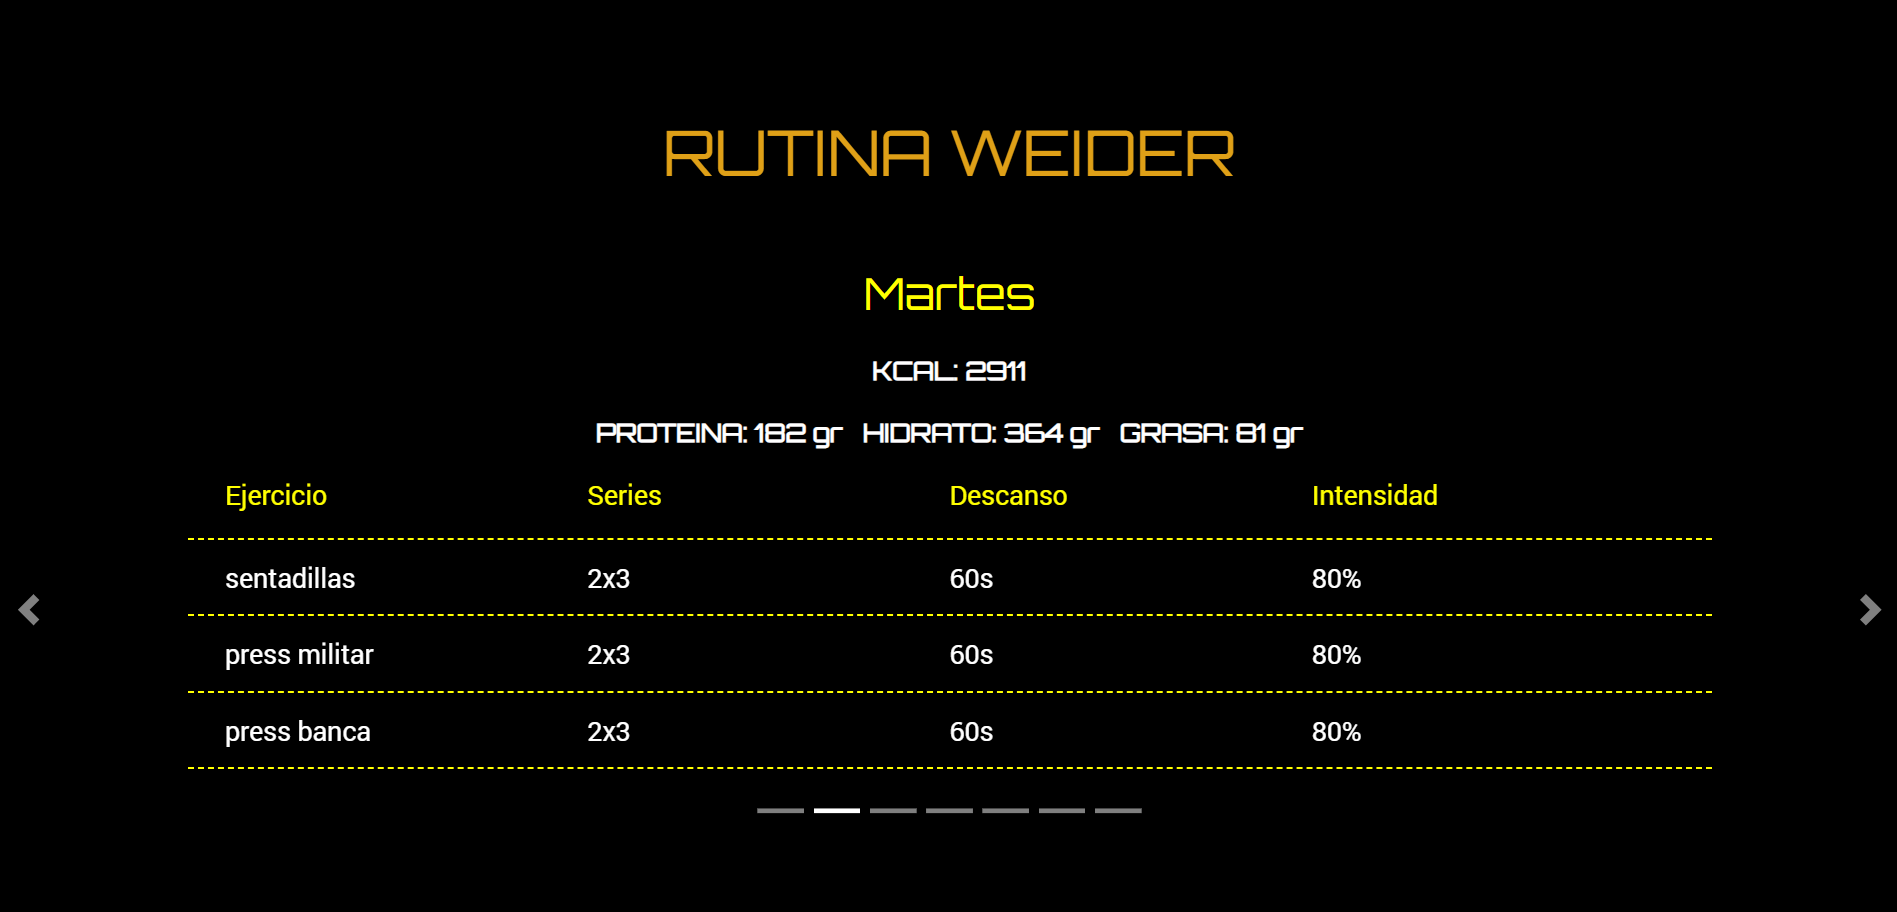 RUTINA WEIDER
Martes
KCAL: 2911
PROTEINA: 182 gr HIDRATO: 364 gr GRASA: 81 gr
Ejercicio Series Descanso Intensidad
sentadillas 2x3 60s 80%
press militar 2x3 60s 80%
press banca 2x3 60s 80%